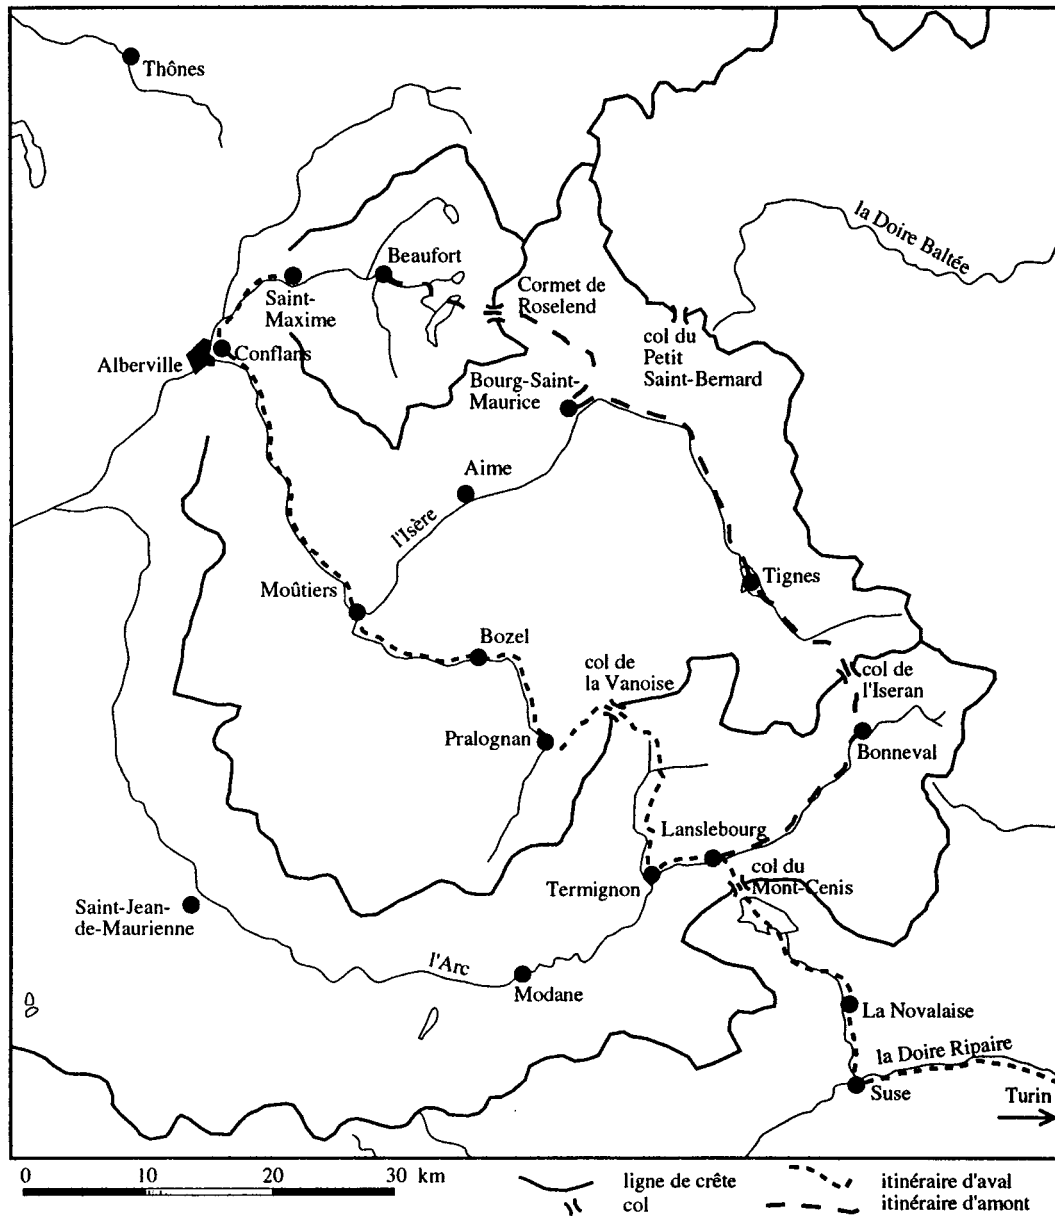 Thônes
la Doire Baltée
Beaufort
Cormet de
Roselend
Saint-
Maxime
col du
Petit
Saint-Bernard
Conflans
Alberville
Bourg-Saint-
Maurice
Aime
l'Isère
Tignes
Moûtiers
Bozel
col de
la Vanoise
col de
l'Iseran
Pralognan
Bonneval
Lanslebourg
col du
Mont-Cenis
Termignon
Saint-Jean-
de-Maurienne
l'Arc
Modane
La Novalaise
la Doire Ripaire
Suse
Turin
0 10 20 30 km
ligne de crête
col
itinéraire d'aval
itinéraire d'amont